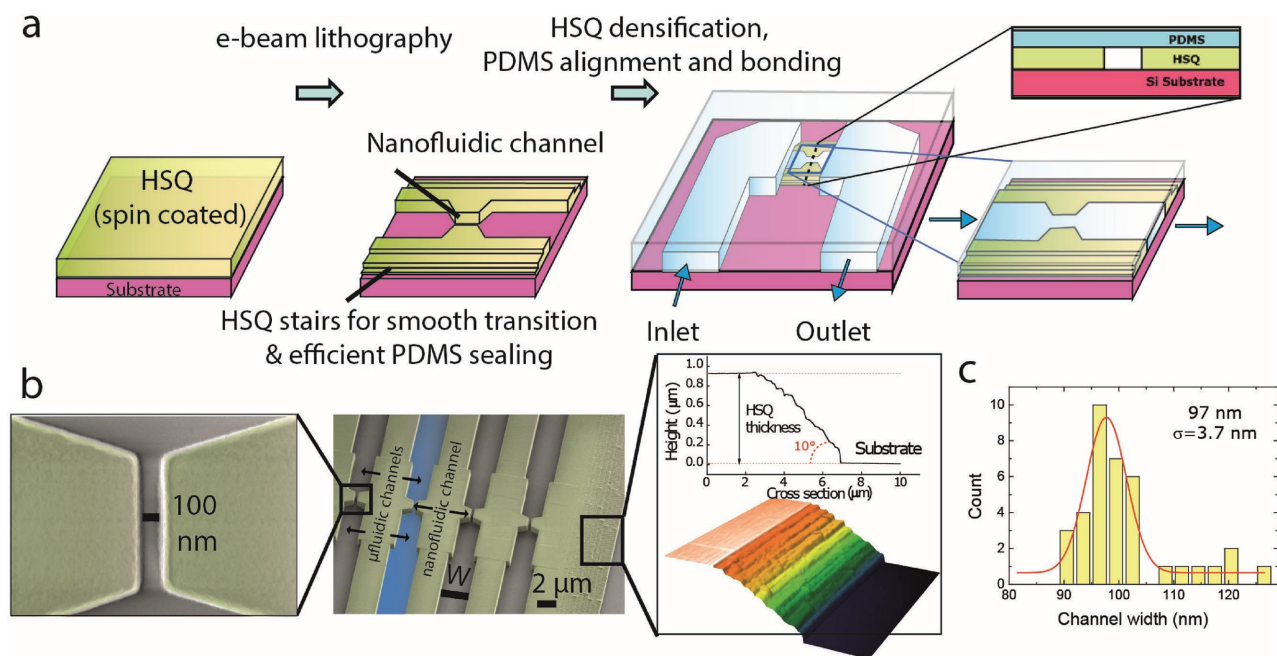 a
e-beam lithography
HSQ densification,
PDMS alignment and bonding
PDMS
HSQ
Si Substrate
Nanofluidic channel
HSQ
(spin coated)
Substrate
HSQ stairs for smooth transition
& efficient PDMS sealing
Inlet
Outlet
b
100
nm
µfluidic channels
nanofluidic channel
W
2 µm
Height (µm)
1.0
0.8
0.6
0.4
0.2
0.0
HSQ
thickness
10°
Substrate
0 2 4 6 8 10
Cross section(µm)
c
97 nm
σ=3.7 nm
Count
10
8
6
4
2
0
80 90 100 110 120
Channel width (nm)